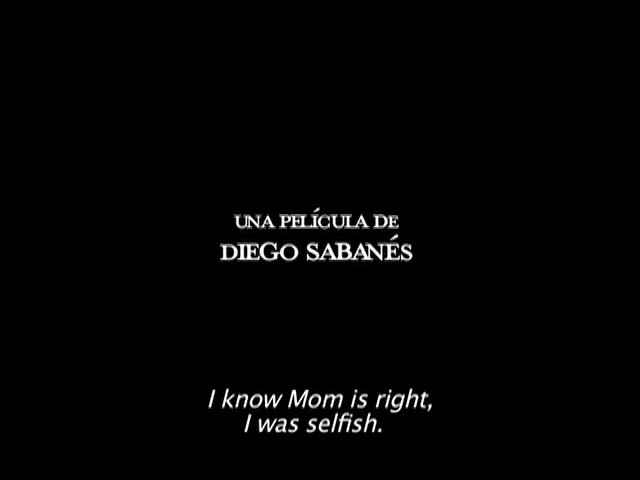 UNA PELÍCULA DE
DIEGO SABANÉS
I know Mom is right,
I was selfish.